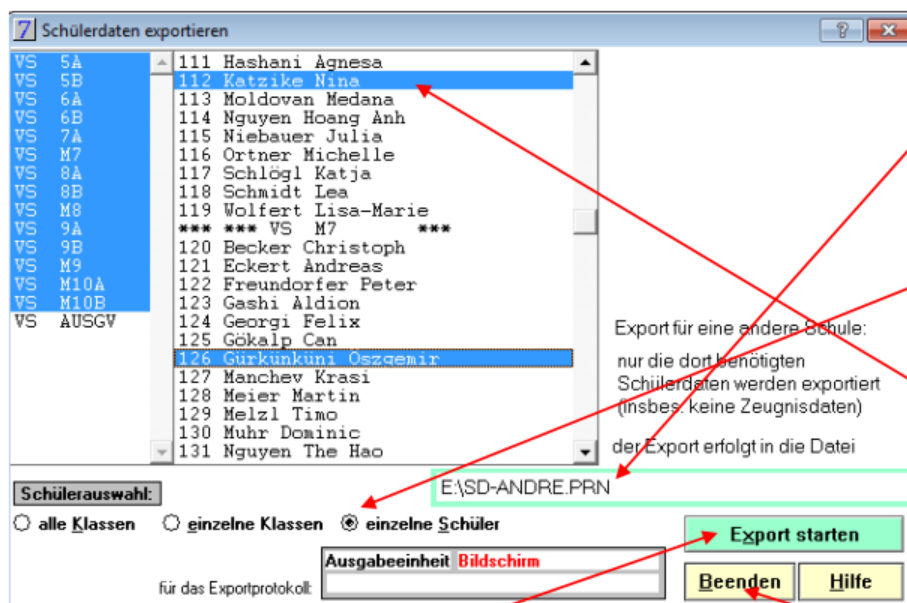 7 Schülerdaten exportieren
VS 5A
VS 5B
VS 6A
VS 6B
VS 7A
VS M7
VS 8A
VS 8B
VS M8
VS 9A
VS 9B
VS M9
VS M10A
VS M10B
VS AUSGV
111 Hashani Agnesa
112 Katzike Nina
113 Moldovan Medana
114 Nguyen Hoang Anh
115 Niebauer Julia
116 Ortner Michelle
117 Schlögl Katja
118 Schmidt Lea
119 Wolfert Lisa-Marie
*** *** VS M7 ***
120 Becker Christoph
121 Eckert Andreas
122 Freundorfer Peter
123 Gashi Aldion
124 Georgi Felix
125 Gökalp Can
126 Gürkünküni Öszgemir
127 Manchev Krasi
128 Meier Martin
129 Melzl Timo
130 Muhr Dominic
131 Nguyen The Hao
Export für eine andere Schule:
nur die dort benötigten
Schülerdaten werden exportiert
(insbes. keine Zeugnisdaten)
der Export erfolgt in die Datei
E:\SD-ANDRE.PRN
Schülerauswahl:
alle Klassen einzelne Klassen einzelne Schüler
Export starten
Ausgabeeinheit Bildschirm
für das Exportprotokoll:
Beenden Hilfe